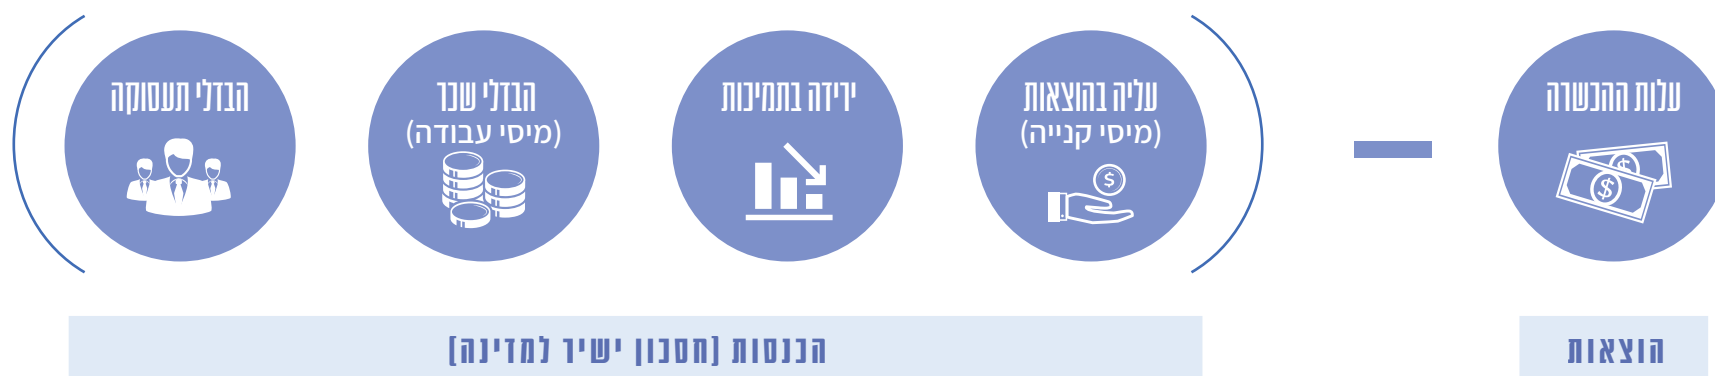 עלות ההכשרה
עליה בהוצאות
(מיסי קנייה)
ירידה בתמיכות
הבדלי שכר
(מיסי עבודה)
הבדלי תעסוקה
הוצאות
הכנסות [חסכון ישיר למדינה]